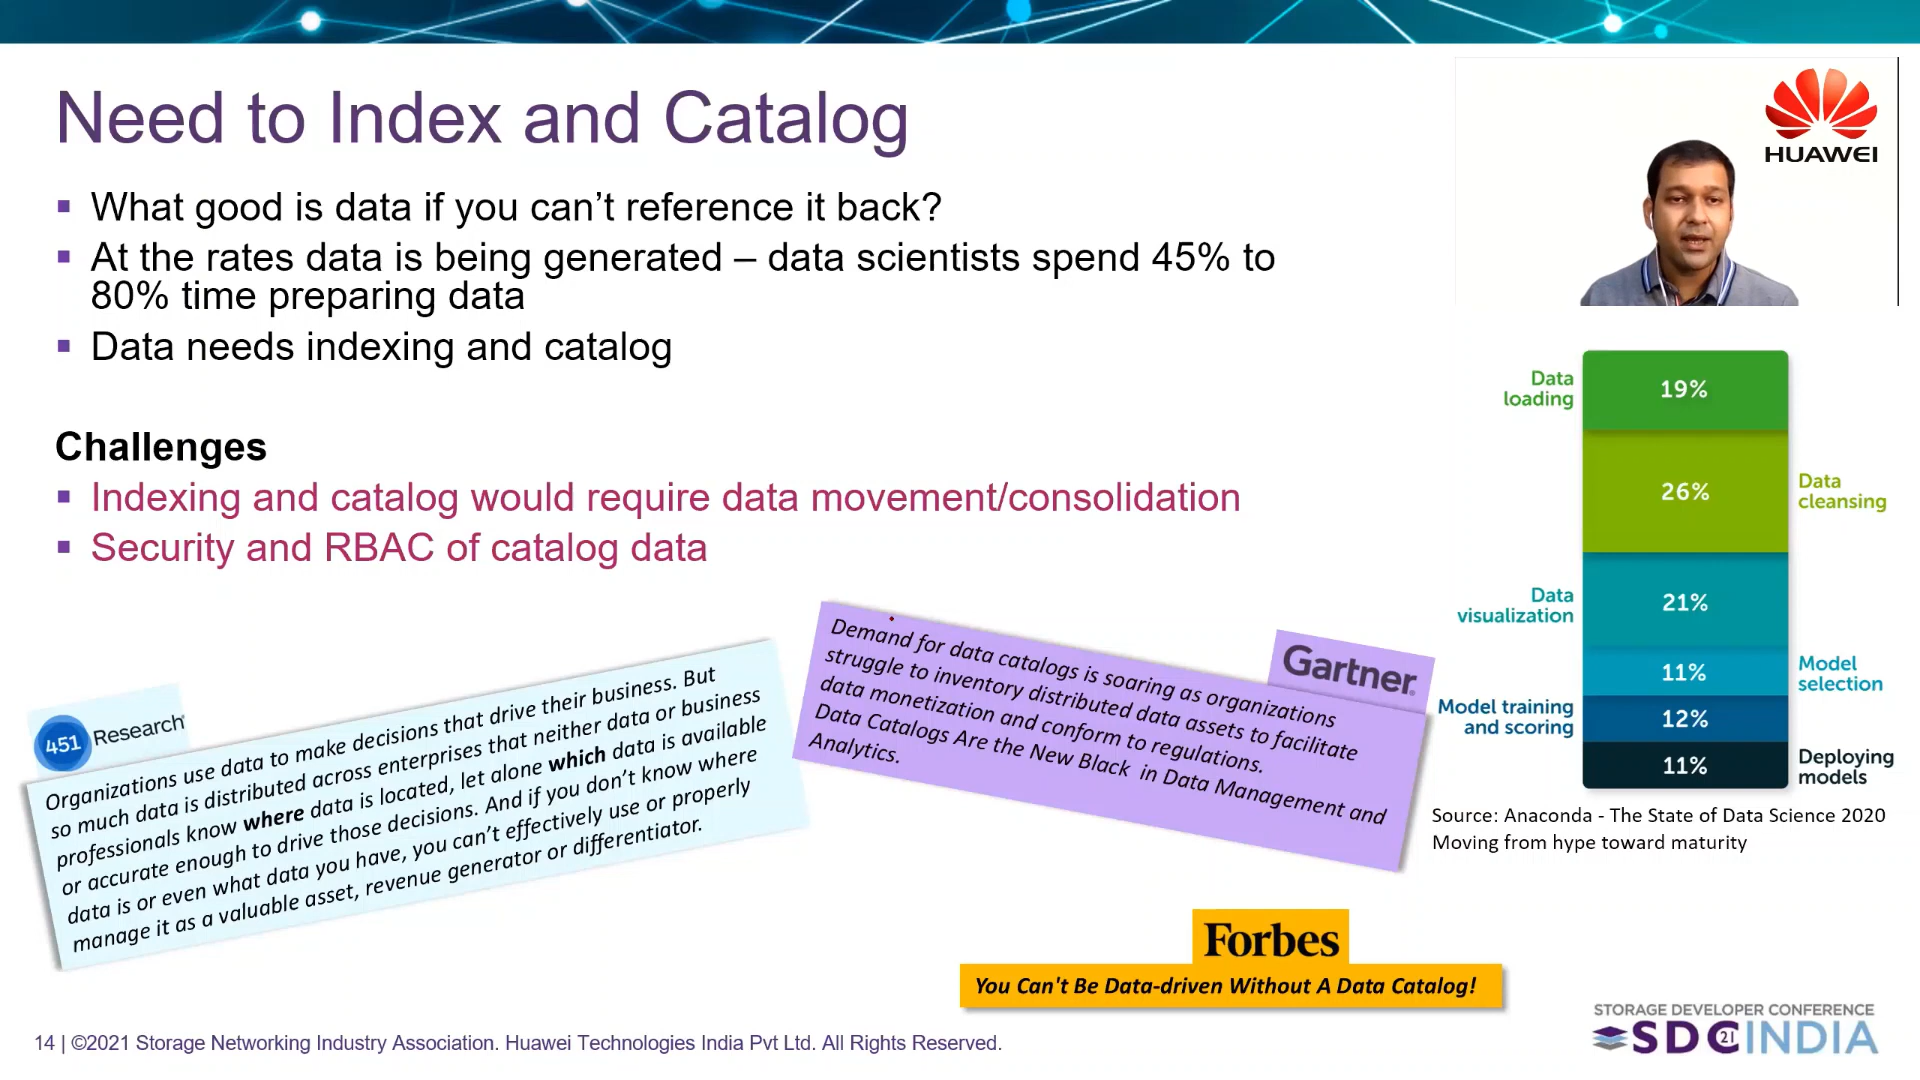 Need to Index and Catalog
HUAWEI
▪ What good is data if you can’t reference it back?
▪ At the rates data is being generated – data scientists spend 45% to
80% time preparing data
▪ Data needs indexing and catalog
Challenges
▪ Indexing and catalog would require data movement/consolidation
▪ Security and RBAC of catalog data
Data
loading
19%
26%
Data
cleansing
Data
visualization
21%
11%
Model
selection
Model training
and scoring
12%
11%
Deploying
models
Source: Anaconda - The State of Data Science 2020
Moving from hype toward maturity
451 Research
Organizations use data to make decisions that drive their business. But
so much data is distributed across enterprises that neither data or business
professionals know where data is located, let alone which data is available
or accurate enough to drive those decisions. And if you don’t know where
data is or even what data you have, you can’t effectively use or properly
manage it as a valuable asset, revenue generator or differentiator.
Gartner
Demand for data catalogs is soaring as organizations
struggle to inventory distributed data assets to facilitate
data monetization and conform to regulations.
Data Catalogs Are the New Black in Data Management and
Analytics.
Forbes
You Can't Be Data-driven Without A Data Catalog!
14 | ©2021 Storage Networking Industry Association. Huawei Technologies India Pvt Ltd. All Rights Reserved.
STORAGE DEVELOPER CONFERENCE
SDC 21 INDIA